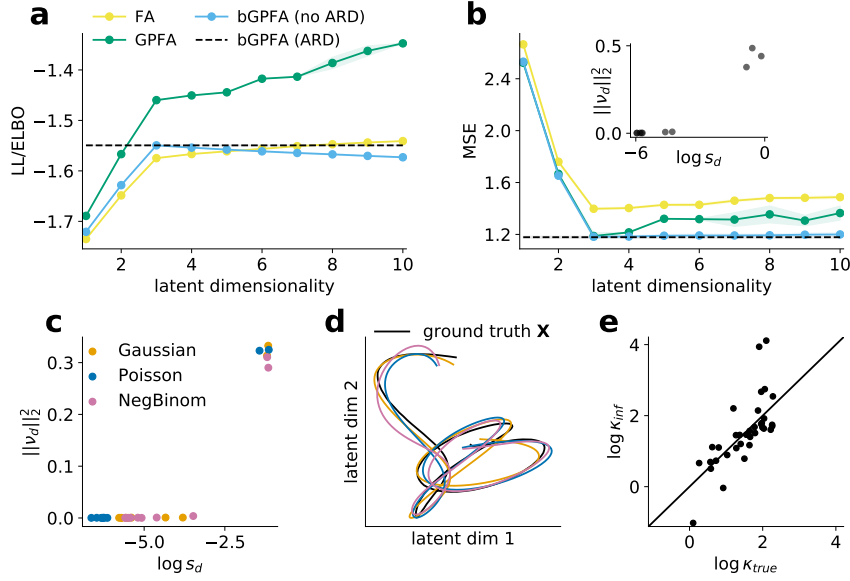 a
FA
GPFA
bGPFA (no ARD)
bGPFA (ARD)
LL/ELBO
−1.4
−1.5
−1.6
−1.7
2
4
6
8
10
latent dimensionality
b
MSE
2.4
2.0
1.6
1.2
2
4
6
8
10
latent dimensionality
||ν_d||²₂
0.5
0.0
−6
0
log s_d
c
Gaussian
Poisson
NegBinom
||ν_d||²₂
0.3
0.2
0.1
0.0
−5.0
−2.5
log s_d
d
ground truth X
latent dim 2
latent dim 1
e
log κ_inf
4
2
0
0
2
4
log κ_true